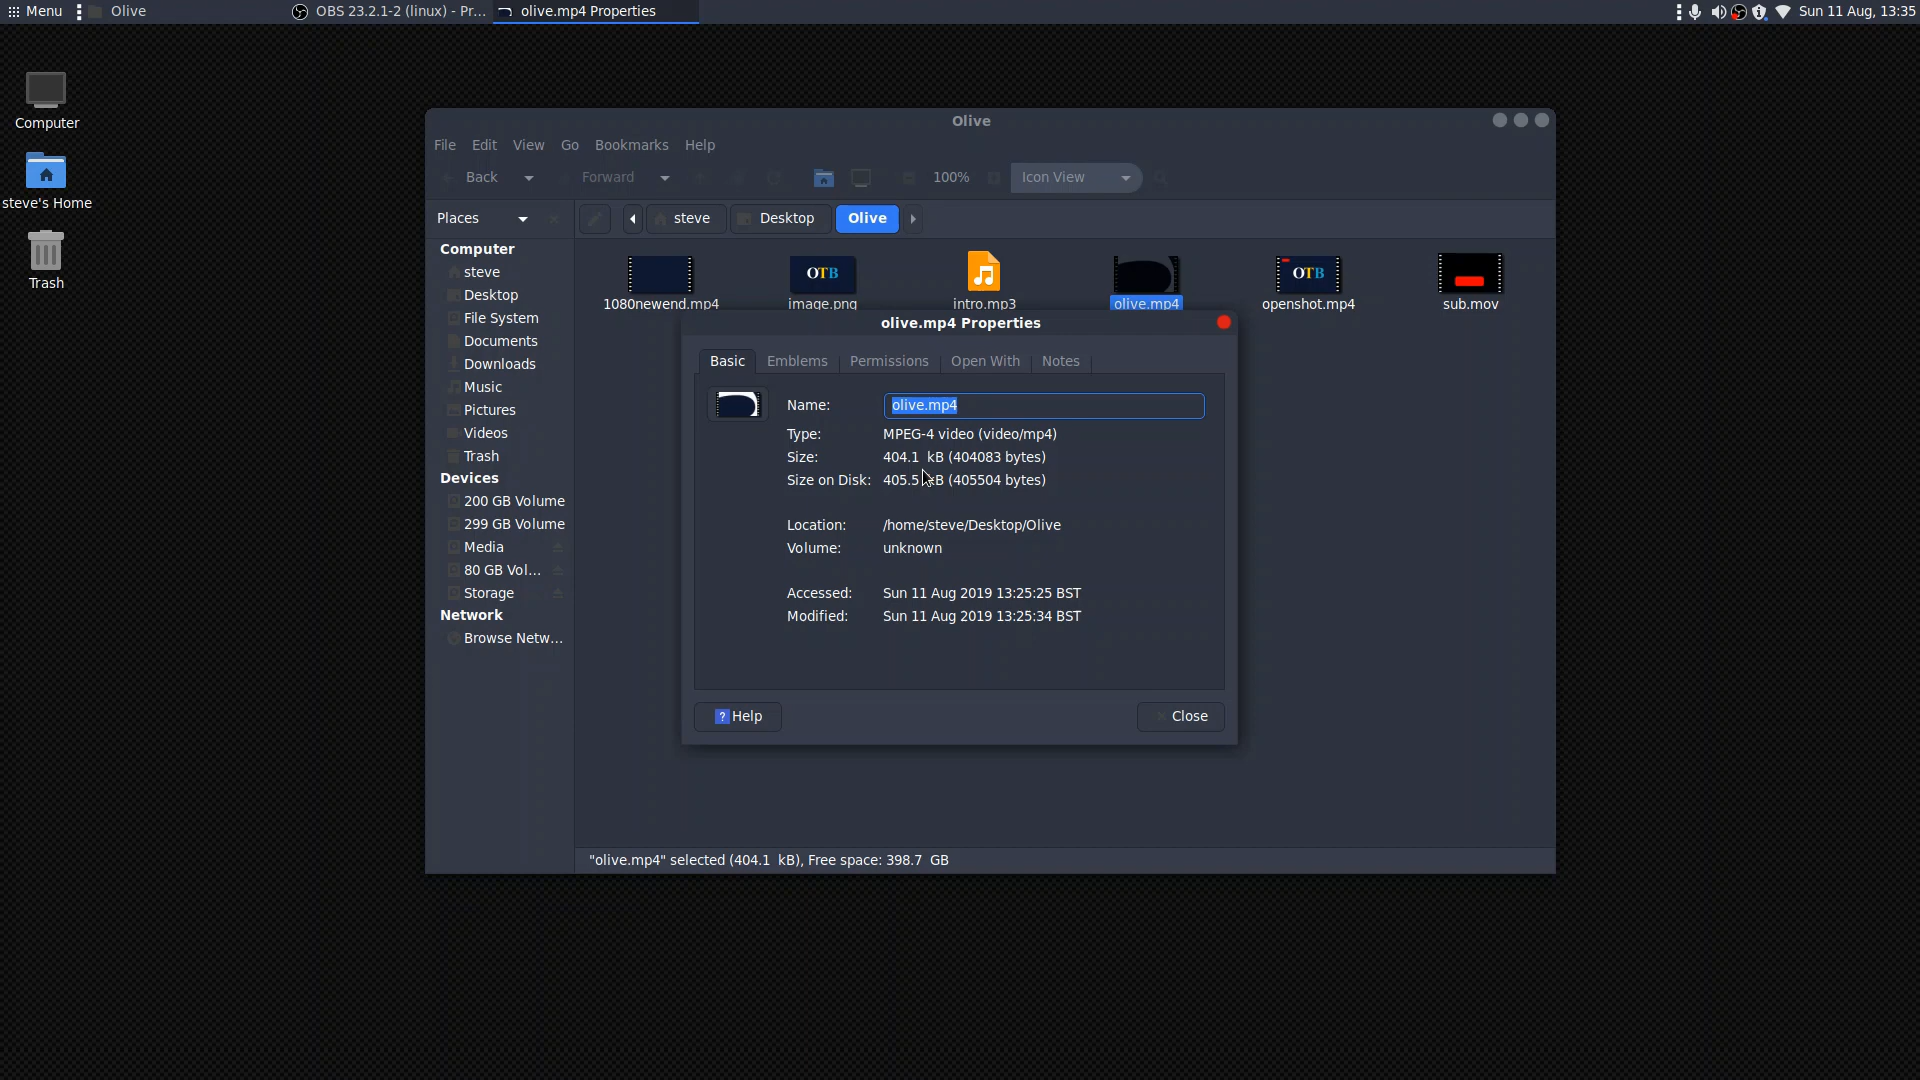 Menu
Olive
OBS 23.2.1-2 (linux) - Pr...
olive.mp4 Properties
Sun 11 Aug, 13:35
Computer
steve's Home
Trash
Olive
File Edit View Go Bookmarks Help
Back Forward 100% Icon View
Places
steve Desktop Olive
Computer
steve
Desktop
File System
Documents
Downloads
Music
Pictures
Videos
Trash
Devices
200 GB Volume
299 GB Volume
Media
80 GB Vol...
Storage
Network
Browse Netw...
OTB
OTB
1080newend.mp4 image.png intro.mp3 olive.mp4 openshot.mp4 sub.mov
olive.mp4 Properties
Basic Emblems Permissions Open With Notes
Name: olive.mp4
Type: MPEG-4 video (video/mp4)
Size: 404.1 kB (404083 bytes)
Size on Disk: 405.5 kB (405504 bytes)
Location: /home/steve/Desktop/Olive
Volume: unknown
Accessed: Sun 11 Aug 2019 13:25:25 BST
Modified: Sun 11 Aug 2019 13:25:34 BST
? Help
Close
"olive.mp4" selected (404.1 kB), Free space: 398.7 GB